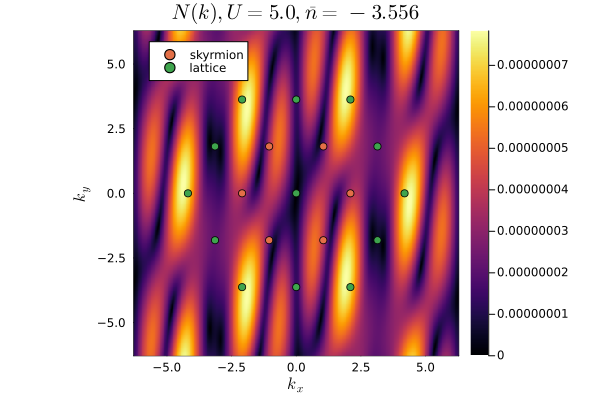 N(k), U = 5.0, n̄ = − 3.556
skyrmion
lattice
5.0
2.5
0.0
−2.5
−5.0
k_y
−5.0 −2.5 0.0 2.5 5.0
k_x
0.00000007
0.00000006
0.00000005
0.00000004
0.00000003
0.00000002
0.00000001
0